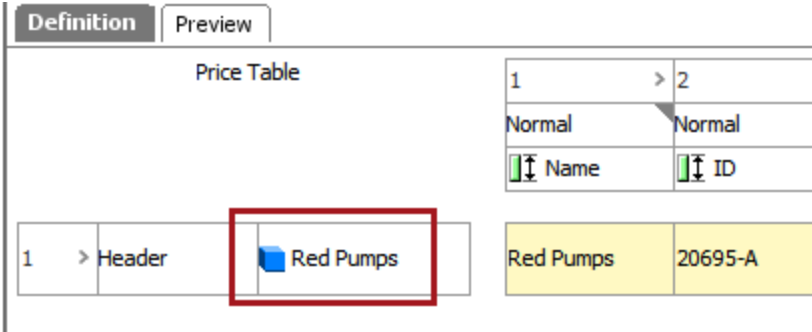 Definition Preview
Price Table
1 > 2
Normal Normal
Name ID
1 > Header Red Pumps Red Pumps 20695-A